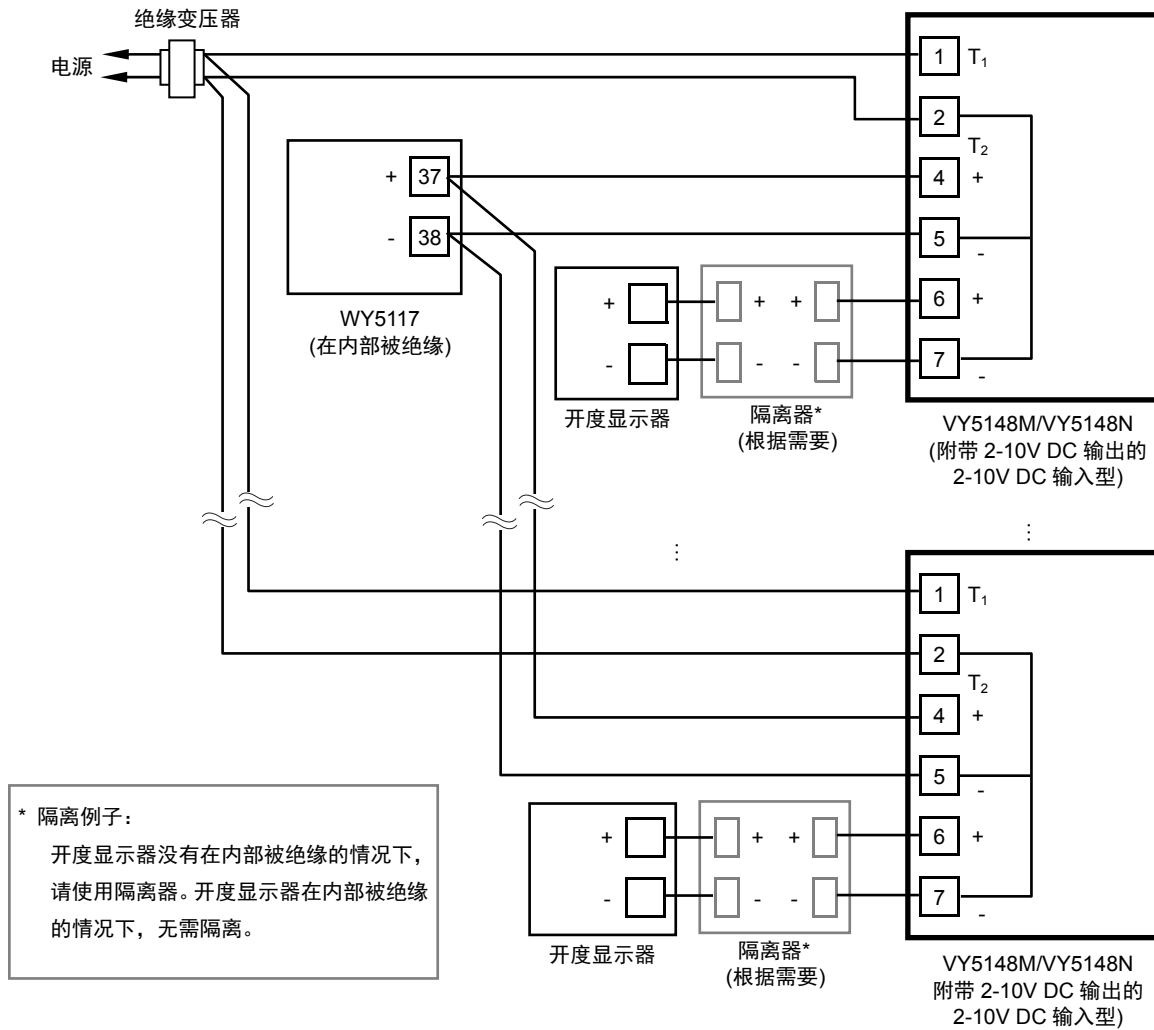 绝缘变压器
电源
1 T₁
2
T₂
+ 37
4 +
- 38
5 -
+ + + 6 +
- - - 7 -
WY5117
(在内部被绝缘)
开度显示器
隔离器*
(根据需要)
VY5148M/VY5148N
(附带 2-10V DC 输出的
2-10V DC 输入型)
⋮ ⋮
1 T₁
2
T₂
4 +
5 -
+ + + 6 +
- - - 7 -
开度显示器
隔离器*
(根据需要)
VY5148M/VY5148N
附带 2-10V DC 输出的
2-10V DC 输入型)
* 隔离例子：
开度显示器没有在内部被绝缘的情况下，
请使用隔离器。开度显示器在内部被绝缘
的情况下，无需隔离。